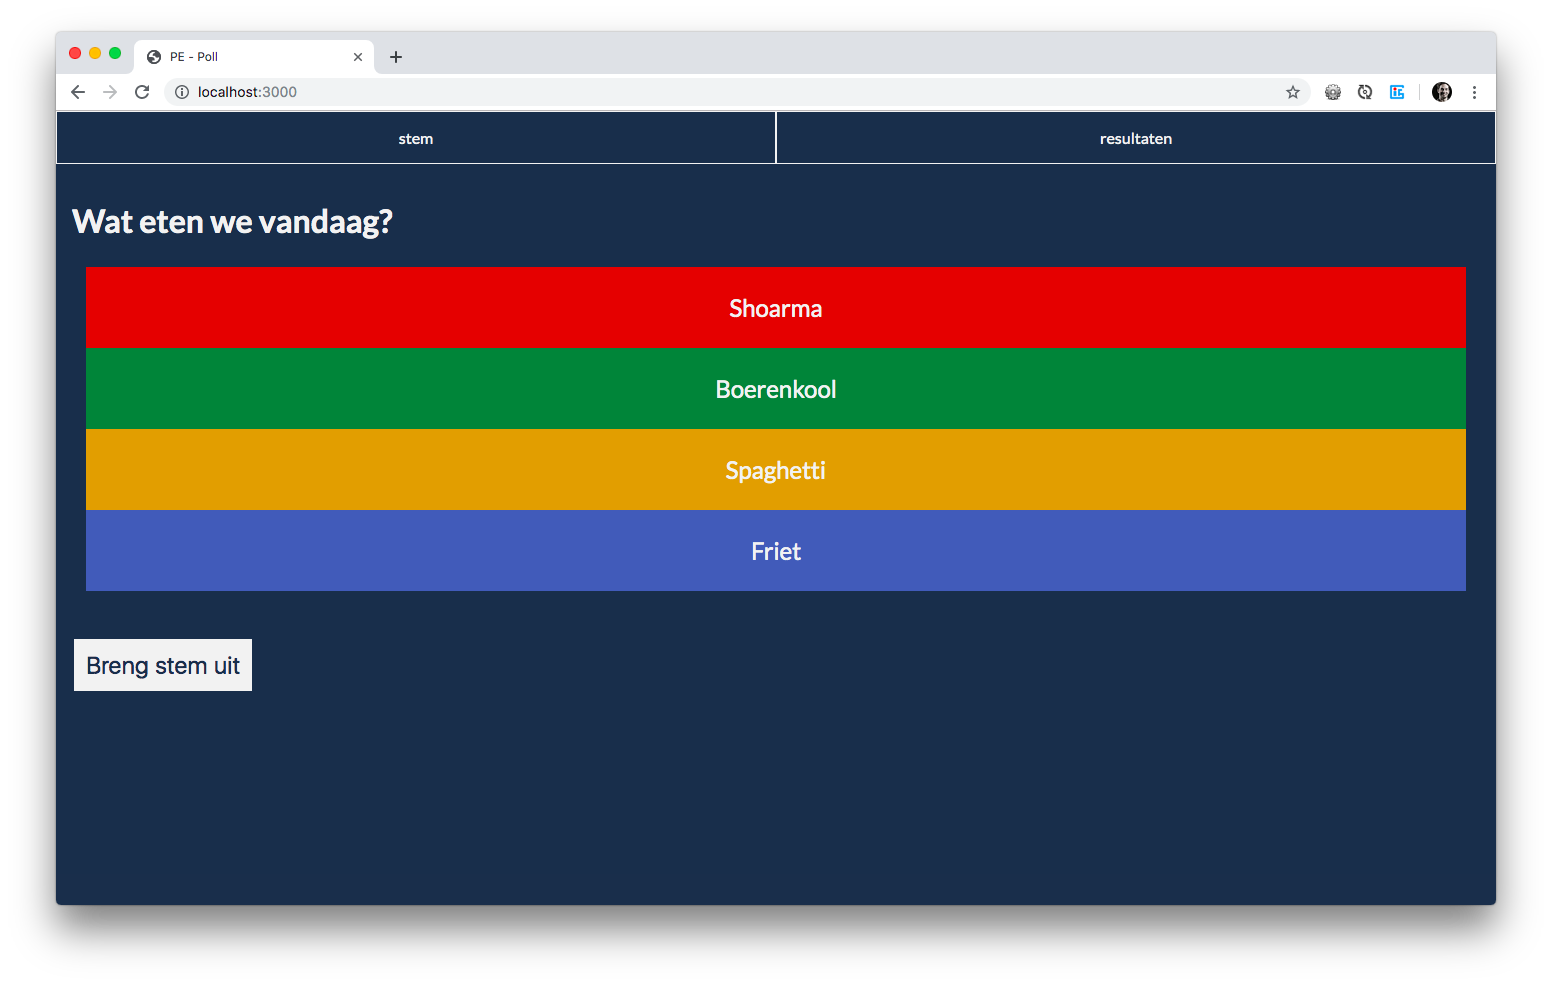 PE - Poll
localhost:3000
stem
resultaten
Wat eten we vandaag?
Shoarma
Boerenkool
Spaghetti
Friet
Breng stem uit